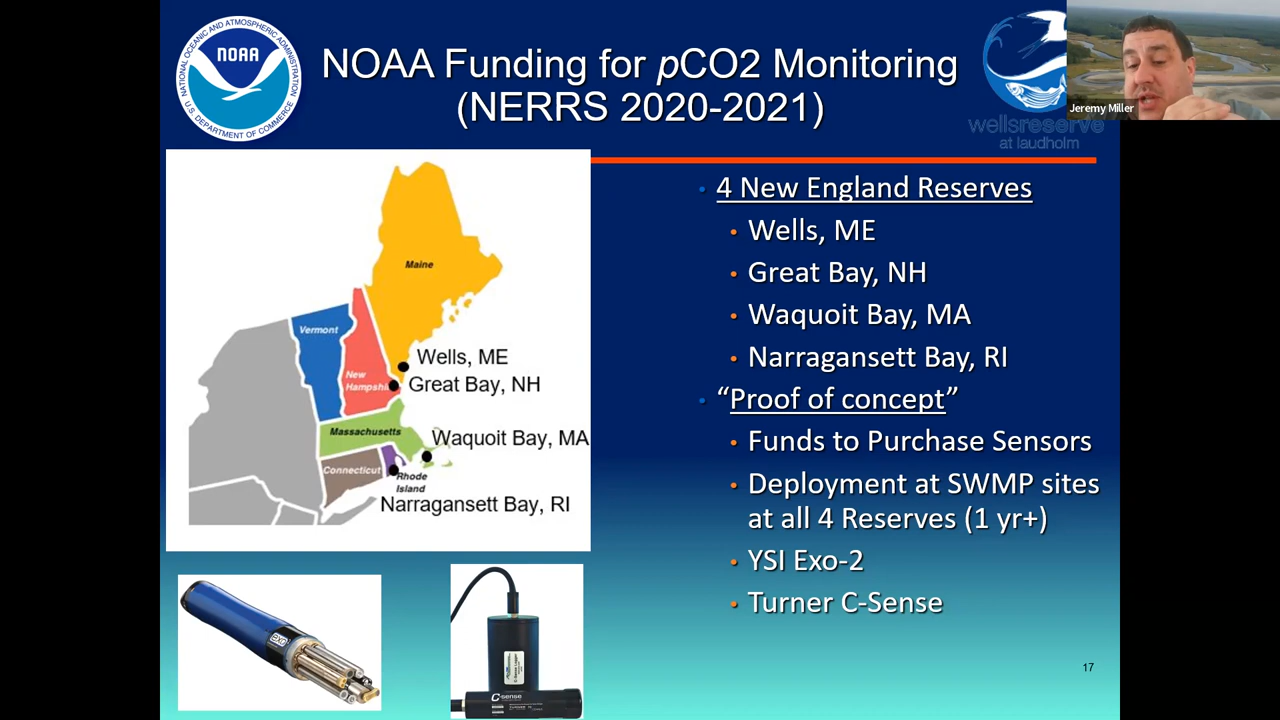 NATIONAL OCEANIC AND ATMOSPHERIC ADMINISTRATION
U.S. DEPARTMENT OF COMMERCE
NOAA
NOAA Funding for pCO2 Monitoring
(NERRS 2020-2021)
Jeremy Miller
wellsreserve
at laudholm
Maine
Vermont
New
Hampshire
Wells, ME
Great Bay, NH
Massachusetts
Waquoit Bay, MA
Connecticut
Rhode
Island
Narragansett Bay, RI
• 4 New England Reserves
• Wells, ME
• Great Bay, NH
• Waquoit Bay, MA
• Narragansett Bay, RI
• “Proof of concept”
• Funds to Purchase Sensors
• Deployment at SWMP sites
at all 4 Reserves (1 yr+)
• YSI Exo-2
• Turner C-Sense
EXO
C-sense
17